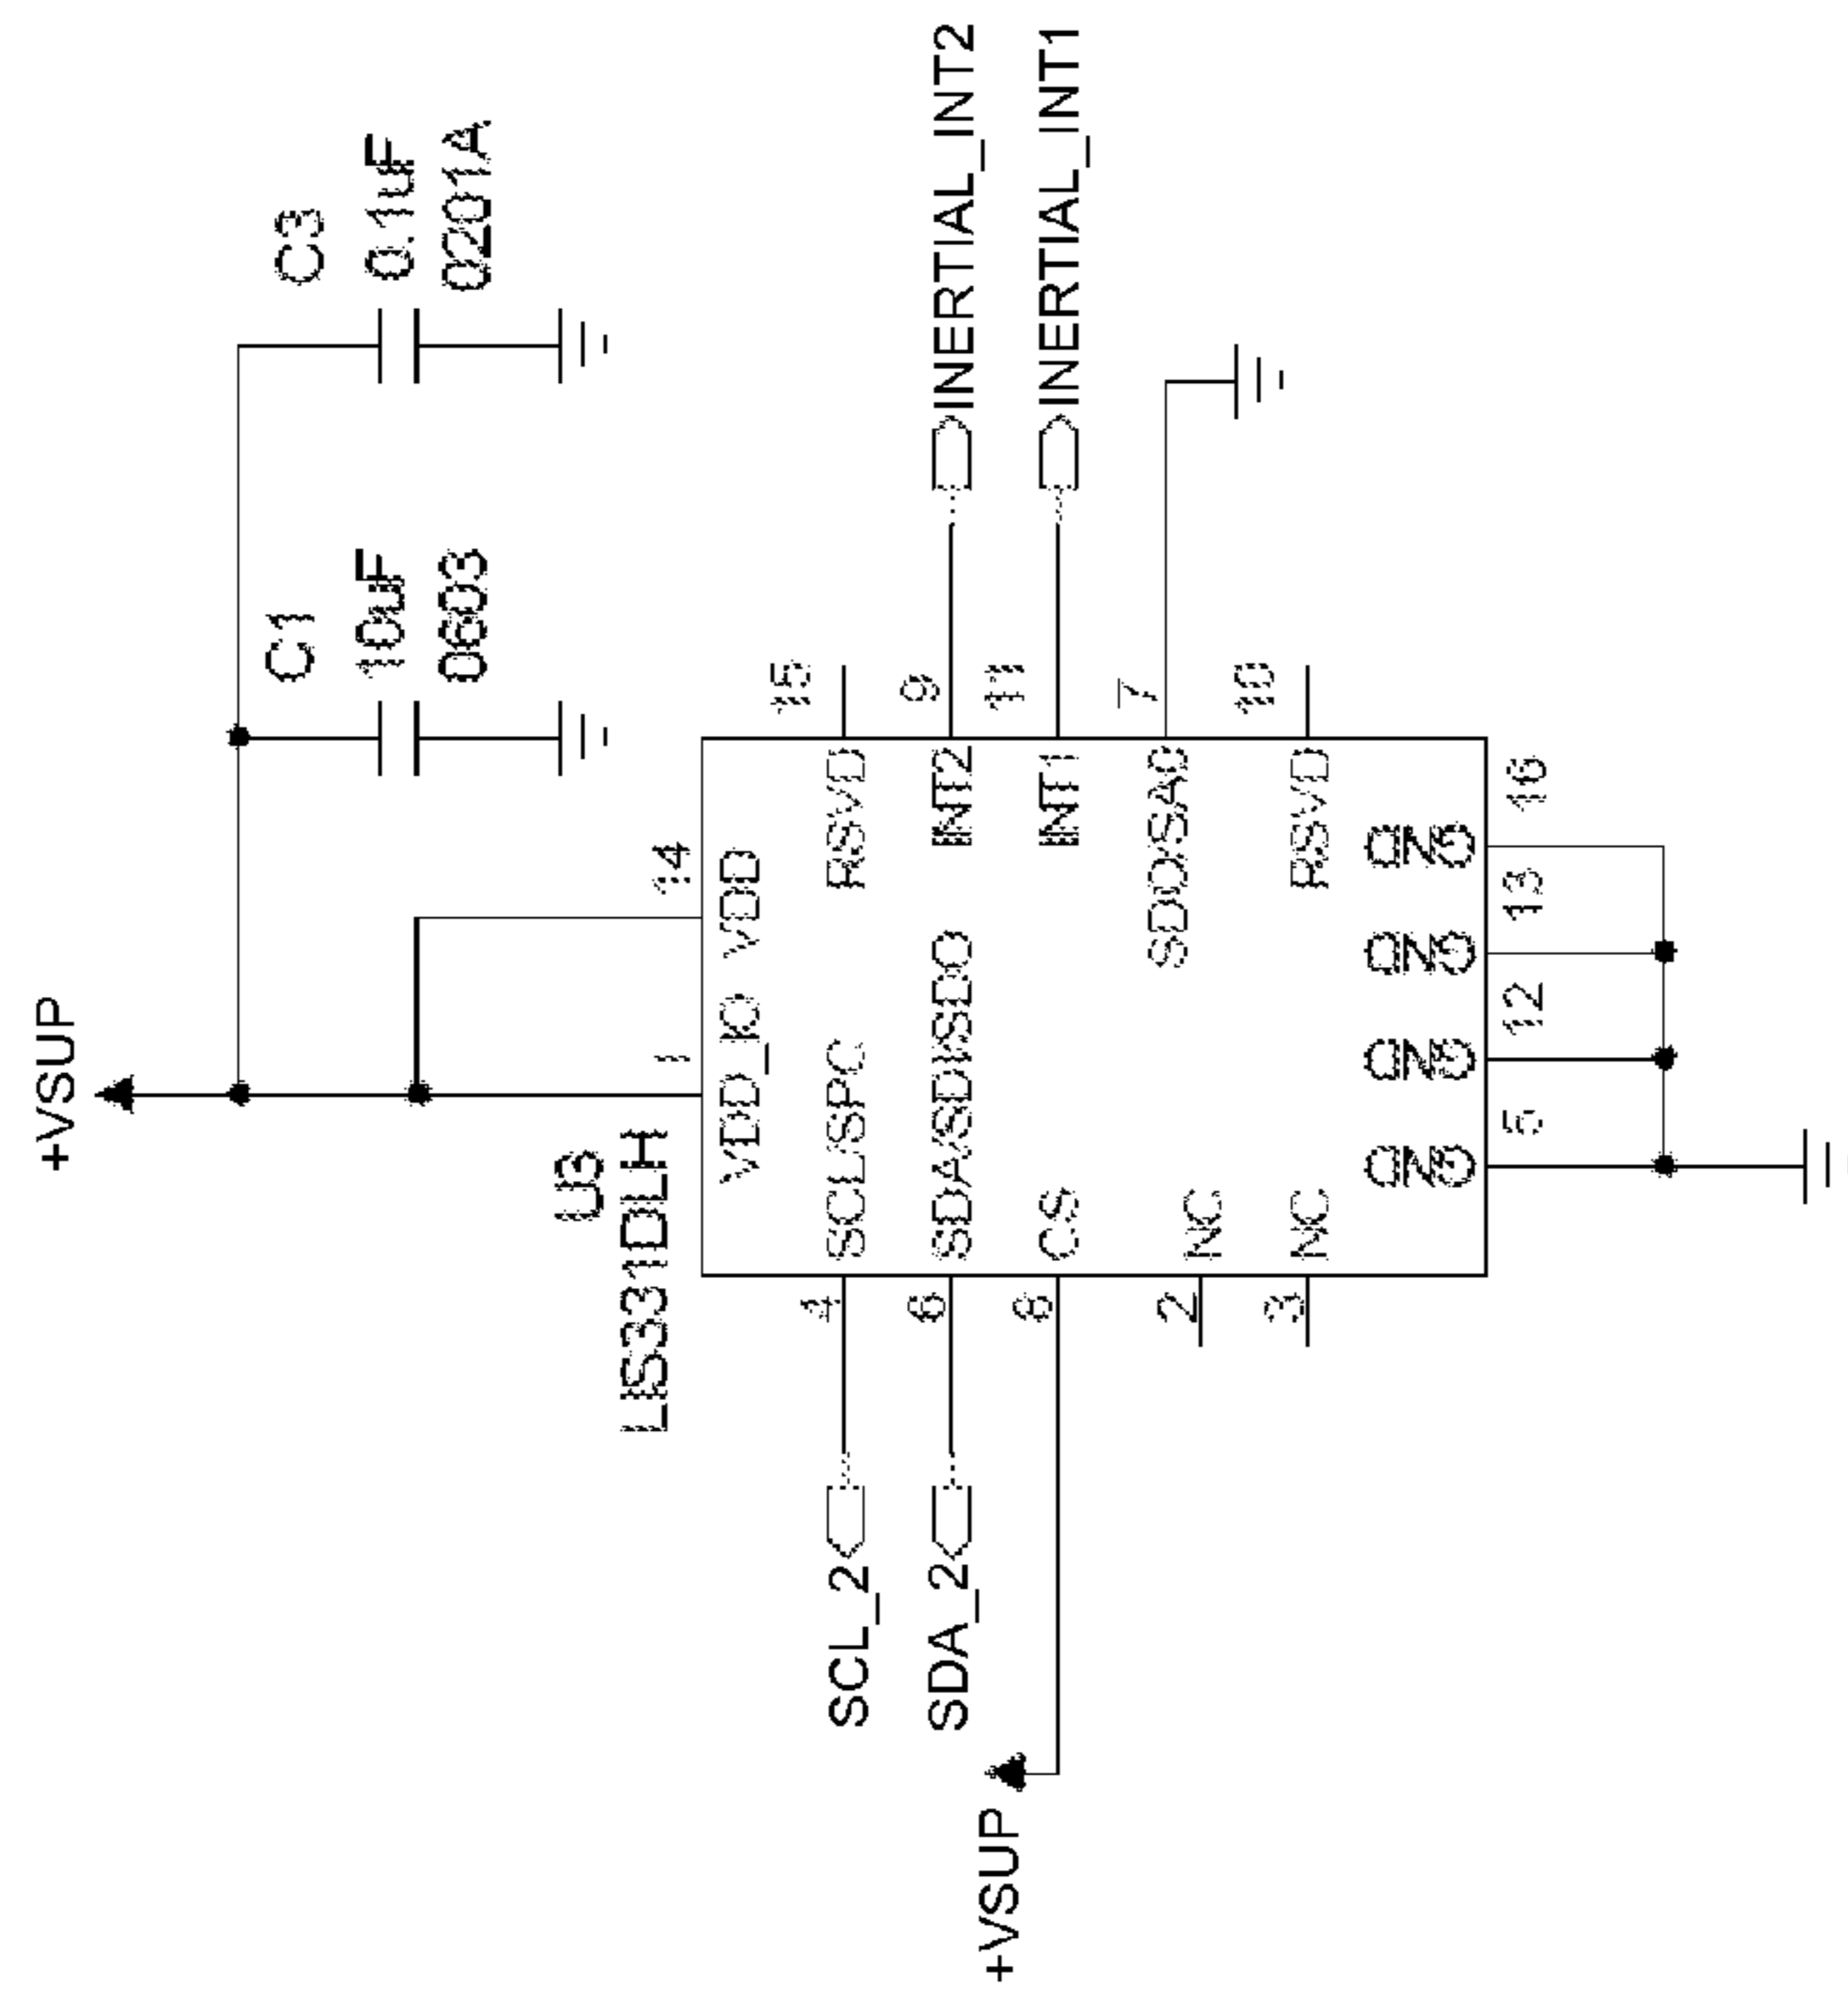 +VSUP
C1
10uF
0603
C3
0.1uF
0201A
U3
LIS331DLH
1
14
VDD_IO
VDD
SCL_2
4
SCL/SPC
RSVD
15
SDA_2
6
SDA/SDI/SDO
INT2
9
INERTIAL_INT2
+VSUP
8
CS
INT1
11
INERTIAL_INT1
SDO/SA0
7
2
NC
3
NC
RSVD
10
GND
GND
GND
GND
5
12
13
16